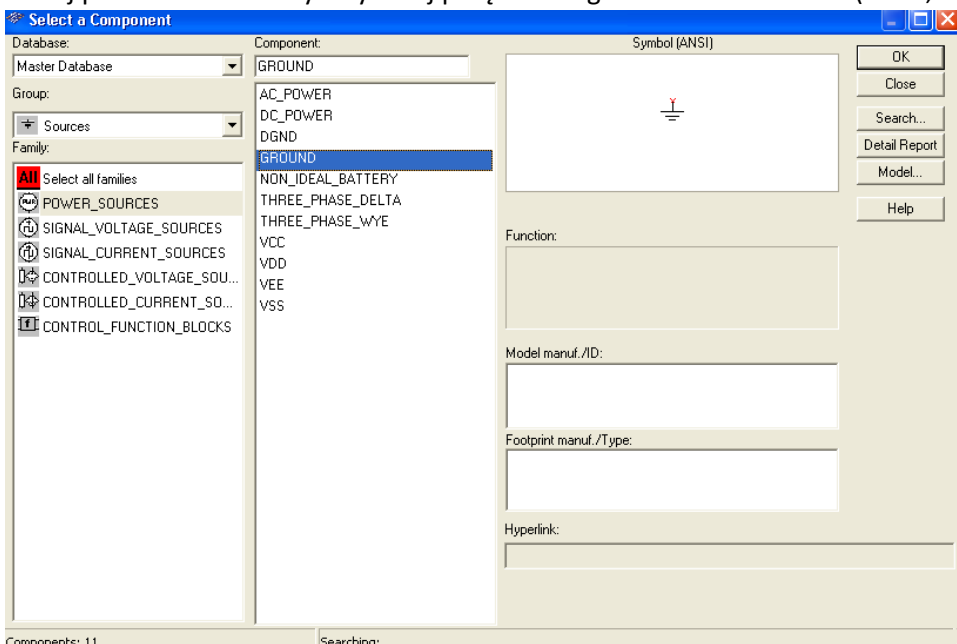 Select a Component
Database:
Master Database
Group:
Sources
Family:
All Select all families
POWER_SOURCES
SIGNAL_VOLTAGE_SOURCES
SIGNAL_CURRENT_SOURCES
CONTROLLED_VOLTAGE_SOU...
CONTROLLED_CURRENT_SO...
CONTROL_FUNCTION_BLOCKS
Component:
GROUND
AC_POWER
DC_POWER
DGND
GROUND
NON_IDEAL_BATTERY
THREE_PHASE_DELTA
THREE_PHASE_WYE
VCC
VDD
VEE
VSS
Symbol (ANSI)
Function:
Model manuf./ID:
Footprint manuf./Type:
Hyperlink:
OK
Close
Search...
Detail Report
Model...
Help
Components: 11
Searching: